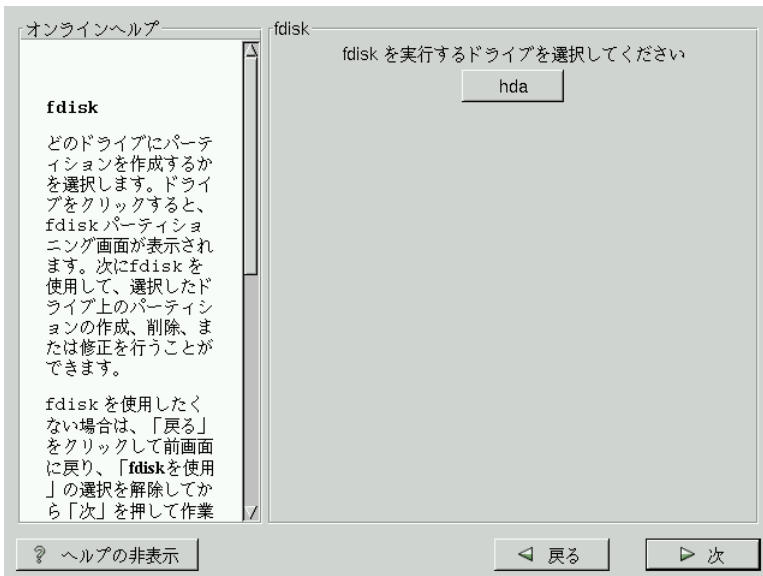 オンラインヘルプ
fdisk
どのドライブにパーテ
ィションを作成するか
を選択します。ドライ
ブをクリックすると、
fdisk パーティショ
ニング画面が表示され
ます。次にfdisk を
使用して、選択したド
ライブ上のパーティシ
ョンの作成、削除、ま
たは修正を行うことが
できます。
fdisk を使用したく
ない場合は、「戻る」
をクリックして前画面
に戻り、「fdiskを使用
」の選択を解除してか
ら「次」を押して作業
fdisk
fdisk を実行するドライブを選択してください
hda
? ヘルプの非表示
戻る
次